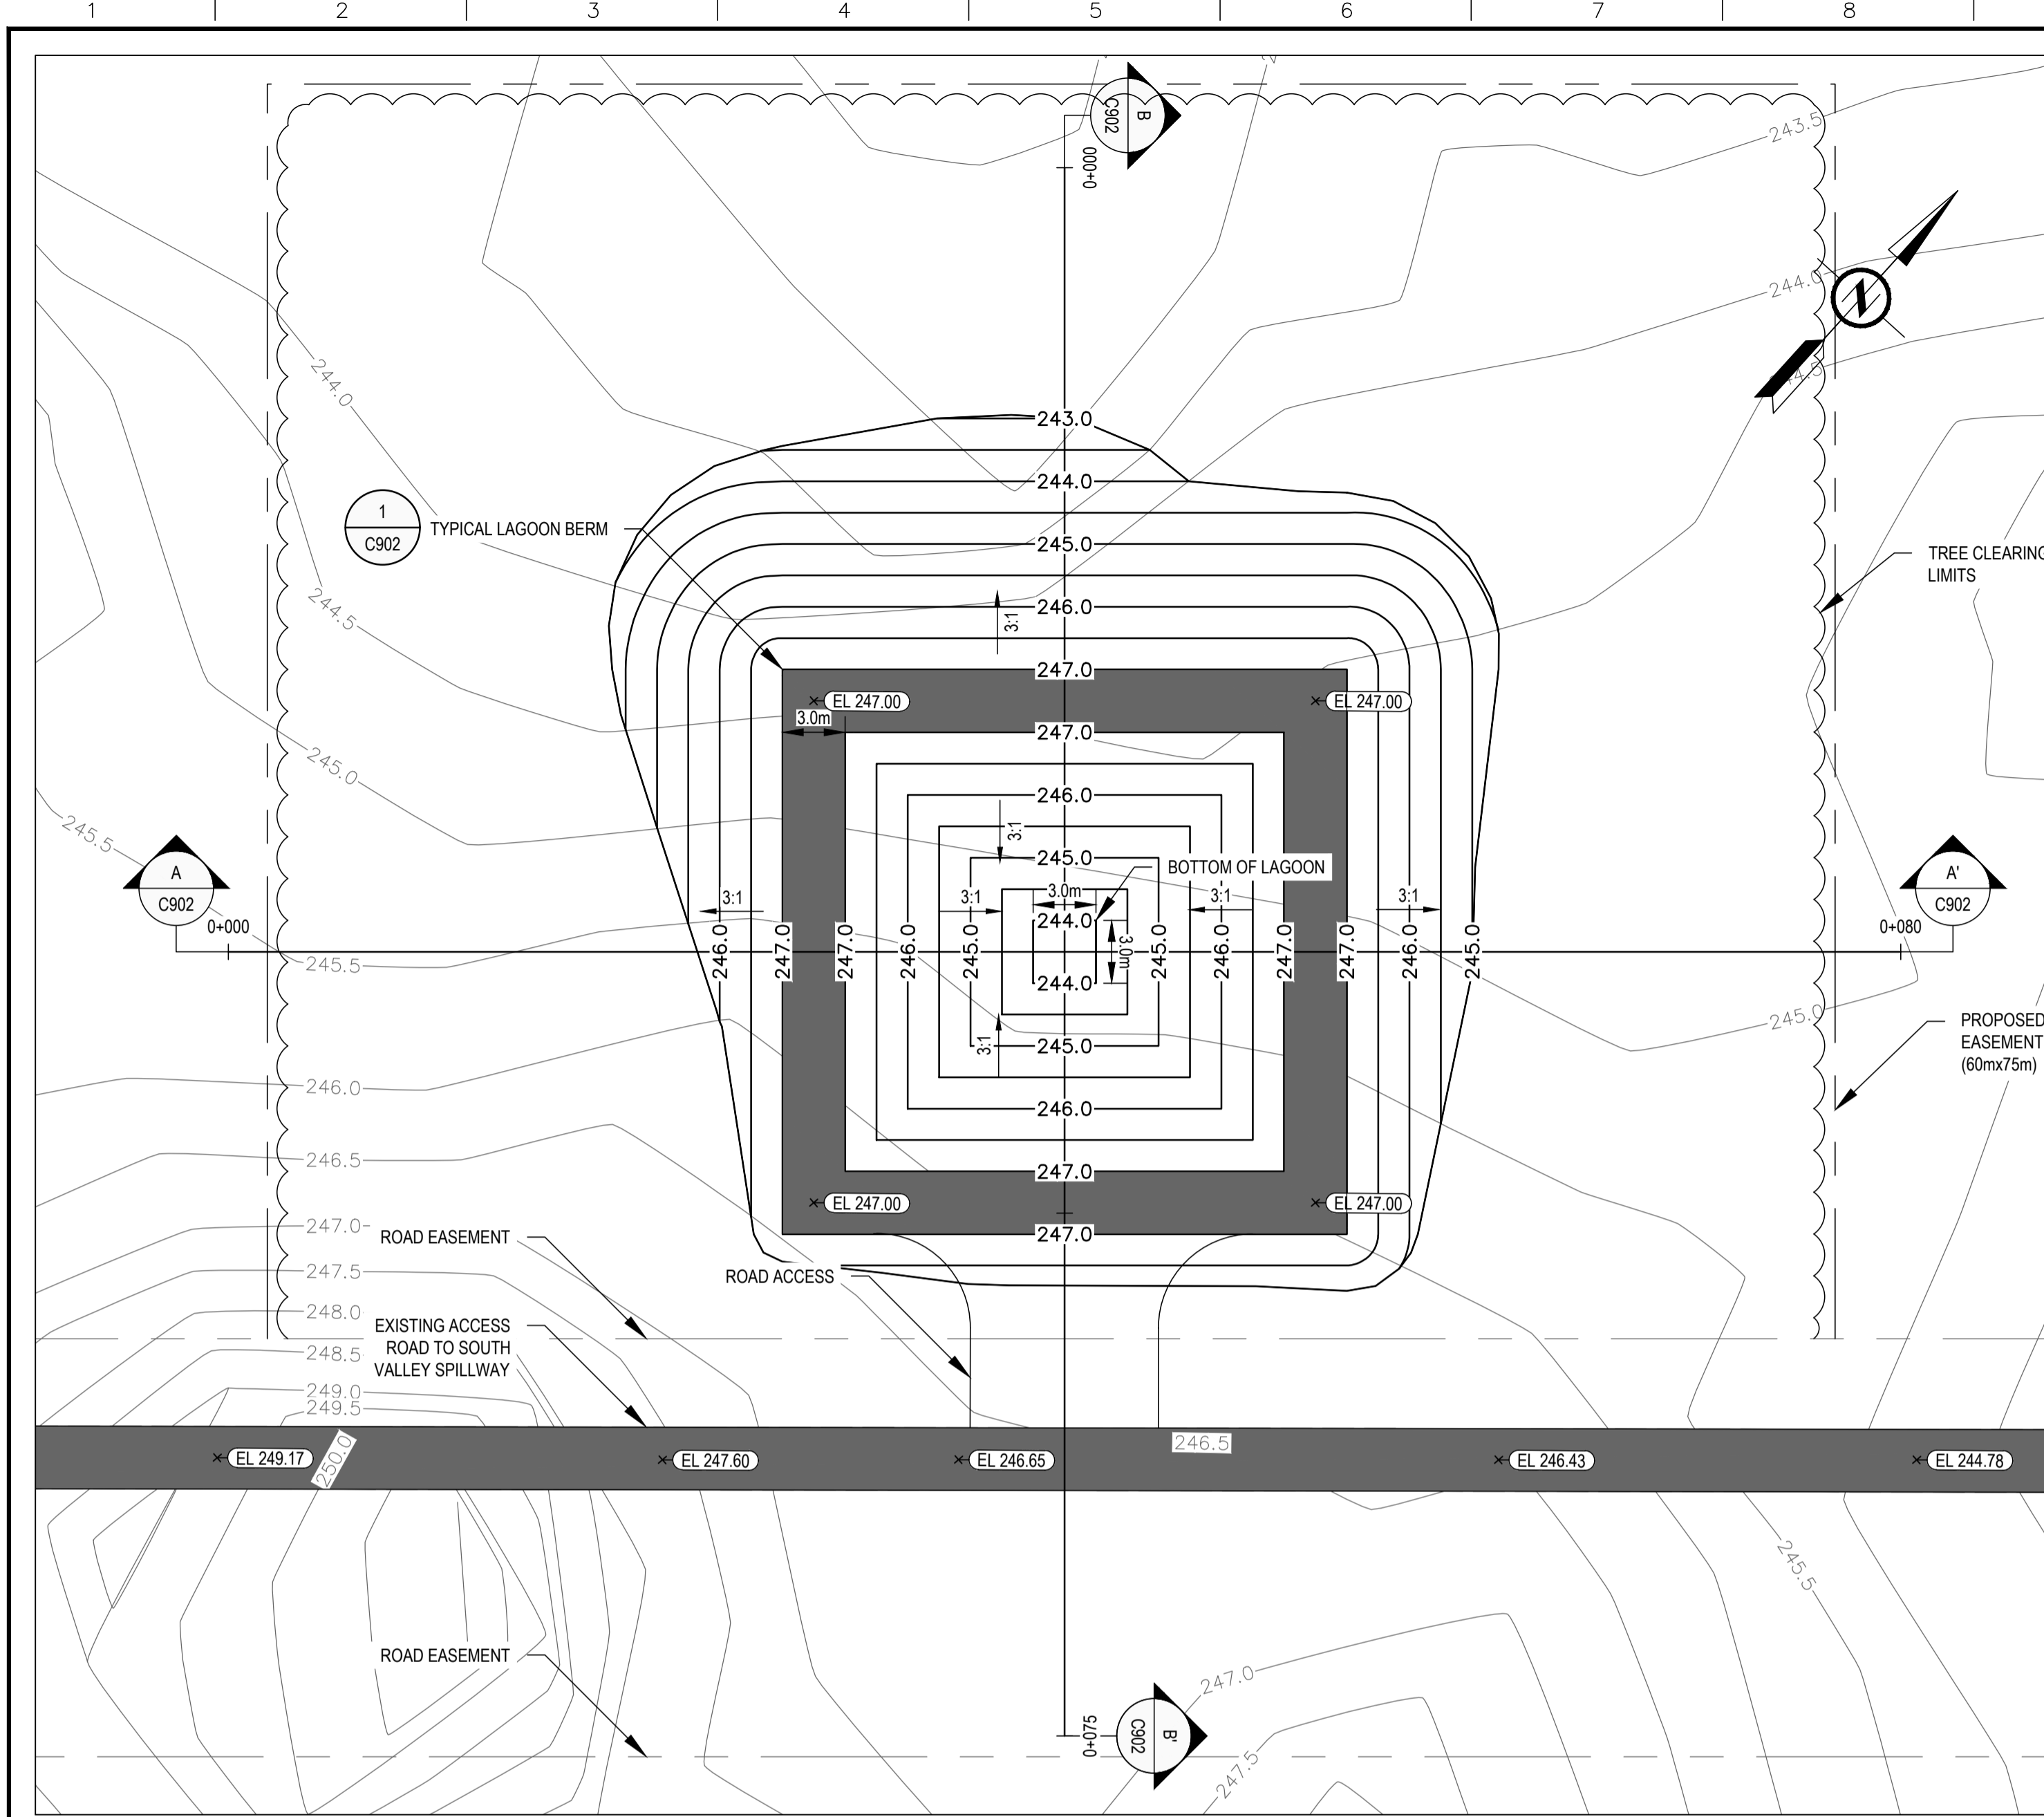 1 2 3 4 5 6 7 8
B
C902
0+000
243.5
244.0
244.0
243.0
244.0
1
C902
TYPICAL LAGOON BERM
245.0
TREE CLEARING
LIMITS
244.5
246.0
3:1
247.0
EL 247.00
EL 247.00
3.0m
247.0
245.0
246.0
245.5
3:1
245.0
BOTTOM OF LAGOON
A
C902
A'
C902
3:1
3:1
3.0m
3:1
3:1
0+000
244.0
0+080
246.0
247.0
247.0
246.0
245.0
3.0m
245.0
246.0
247.0
247.0
246.0
245.0
245.5
244.0
245.0
PROPOSED
EASEMENT
(60mx75m)
3:1
245.0
246.0
246.0
246.5
247.0
EL 247.00
EL 247.00
247.0
ROAD EASEMENT
247.0
247.5
ROAD ACCESS
248.0
EXISTING ACCESS
ROAD TO SOUTH
VALLEY SPILLWAY
248.5
249.0
249.5
250.0
246.5
EL 249.17
EL 247.60
EL 246.65
EL 246.43
EL 244.78
245.5
ROAD EASEMENT
247.0
0+075
B'
C902
247.5